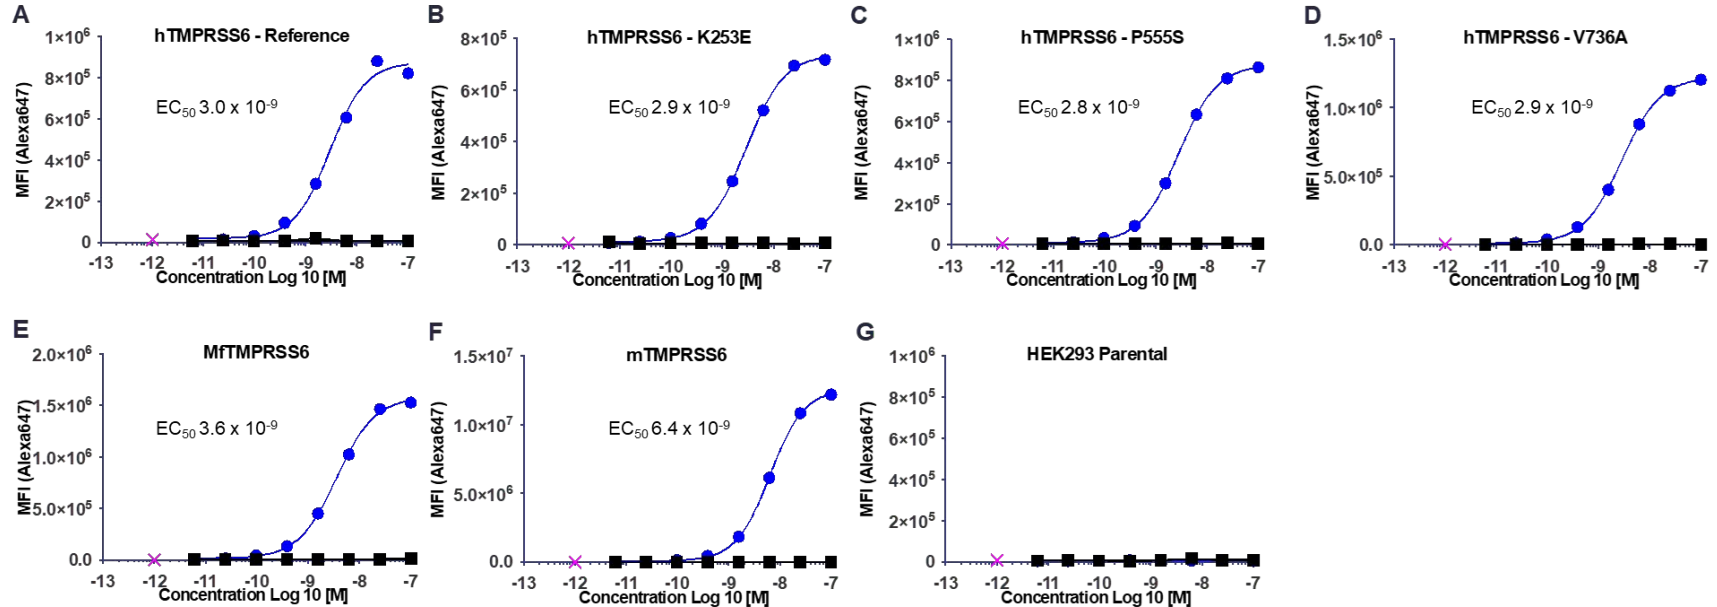 A
hTMPRSS6 - Reference
MFI (Alexa647)
1×10⁶
8×10⁵
6×10⁵
4×10⁵
2×10⁵
0
EC₅₀ 3.0 x 10⁻⁹
-13 -12 -11 -10 -9 -8 -7
Concentration Log 10 [M]
B
hTMPRSS6 - K253E
MFI (Alexa647)
8×10⁵
6×10⁵
4×10⁵
2×10⁵
0
EC₅₀ 2.9 x 10⁻⁹
-13 -12 -11 -10 -9 -8 -7
Concentration Log 10 [M]
C
hTMPRSS6 - P555S
MFI (Alexa647)
1×10⁶
8×10⁵
6×10⁵
4×10⁵
2×10⁵
0
EC₅₀ 2.8 x 10⁻⁹
-13 -12 -11 -10 -9 -8 -7
Concentration Log 10 [M]
D
hTMPRSS6 - V736A
MFI (Alexa647)
1.5×10⁶
1.0×10⁶
5.0×10⁵
0.0
EC₅₀ 2.9 x 10⁻⁹
-13 -12 -11 -10 -9 -8 -7
Concentration Log 10 [M]
E
MfTMPRSS6
MFI (Alexa647)
2.0×10⁶
1.5×10⁶
1.0×10⁶
5.0×10⁵
0.0
EC₅₀ 3.6 x 10⁻⁹
-13 -12 -11 -10 -9 -8 -7
Concentration Log 10 [M]
F
mTMPRSS6
MFI (Alexa647)
1.5×10⁷
1.0×10⁷
5.0×10⁶
0.0
EC₅₀ 6.4 x 10⁻⁹
-13 -12 -11 -10 -9 -8 -7
Concentration Log 10 [M]
G
HEK293 Parental
MFI (Alexa647)
1×10⁶
8×10⁵
6×10⁵
4×10⁵
2×10⁵
0
-13 -12 -11 -10 -9 -8 -7
Concentration Log 10 [M]